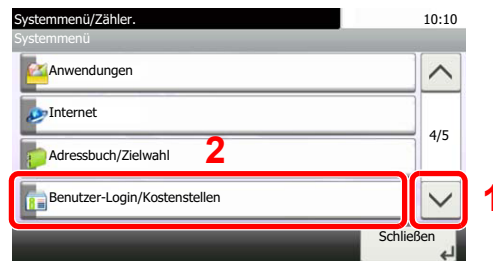 Systemmenü/Zähler. 10:10
Systemmenü
Anwendungen
Internet
4/5
Adressbuch/Zielwahl
2
Benutzer-Login/Kostenstellen
1
Schließen